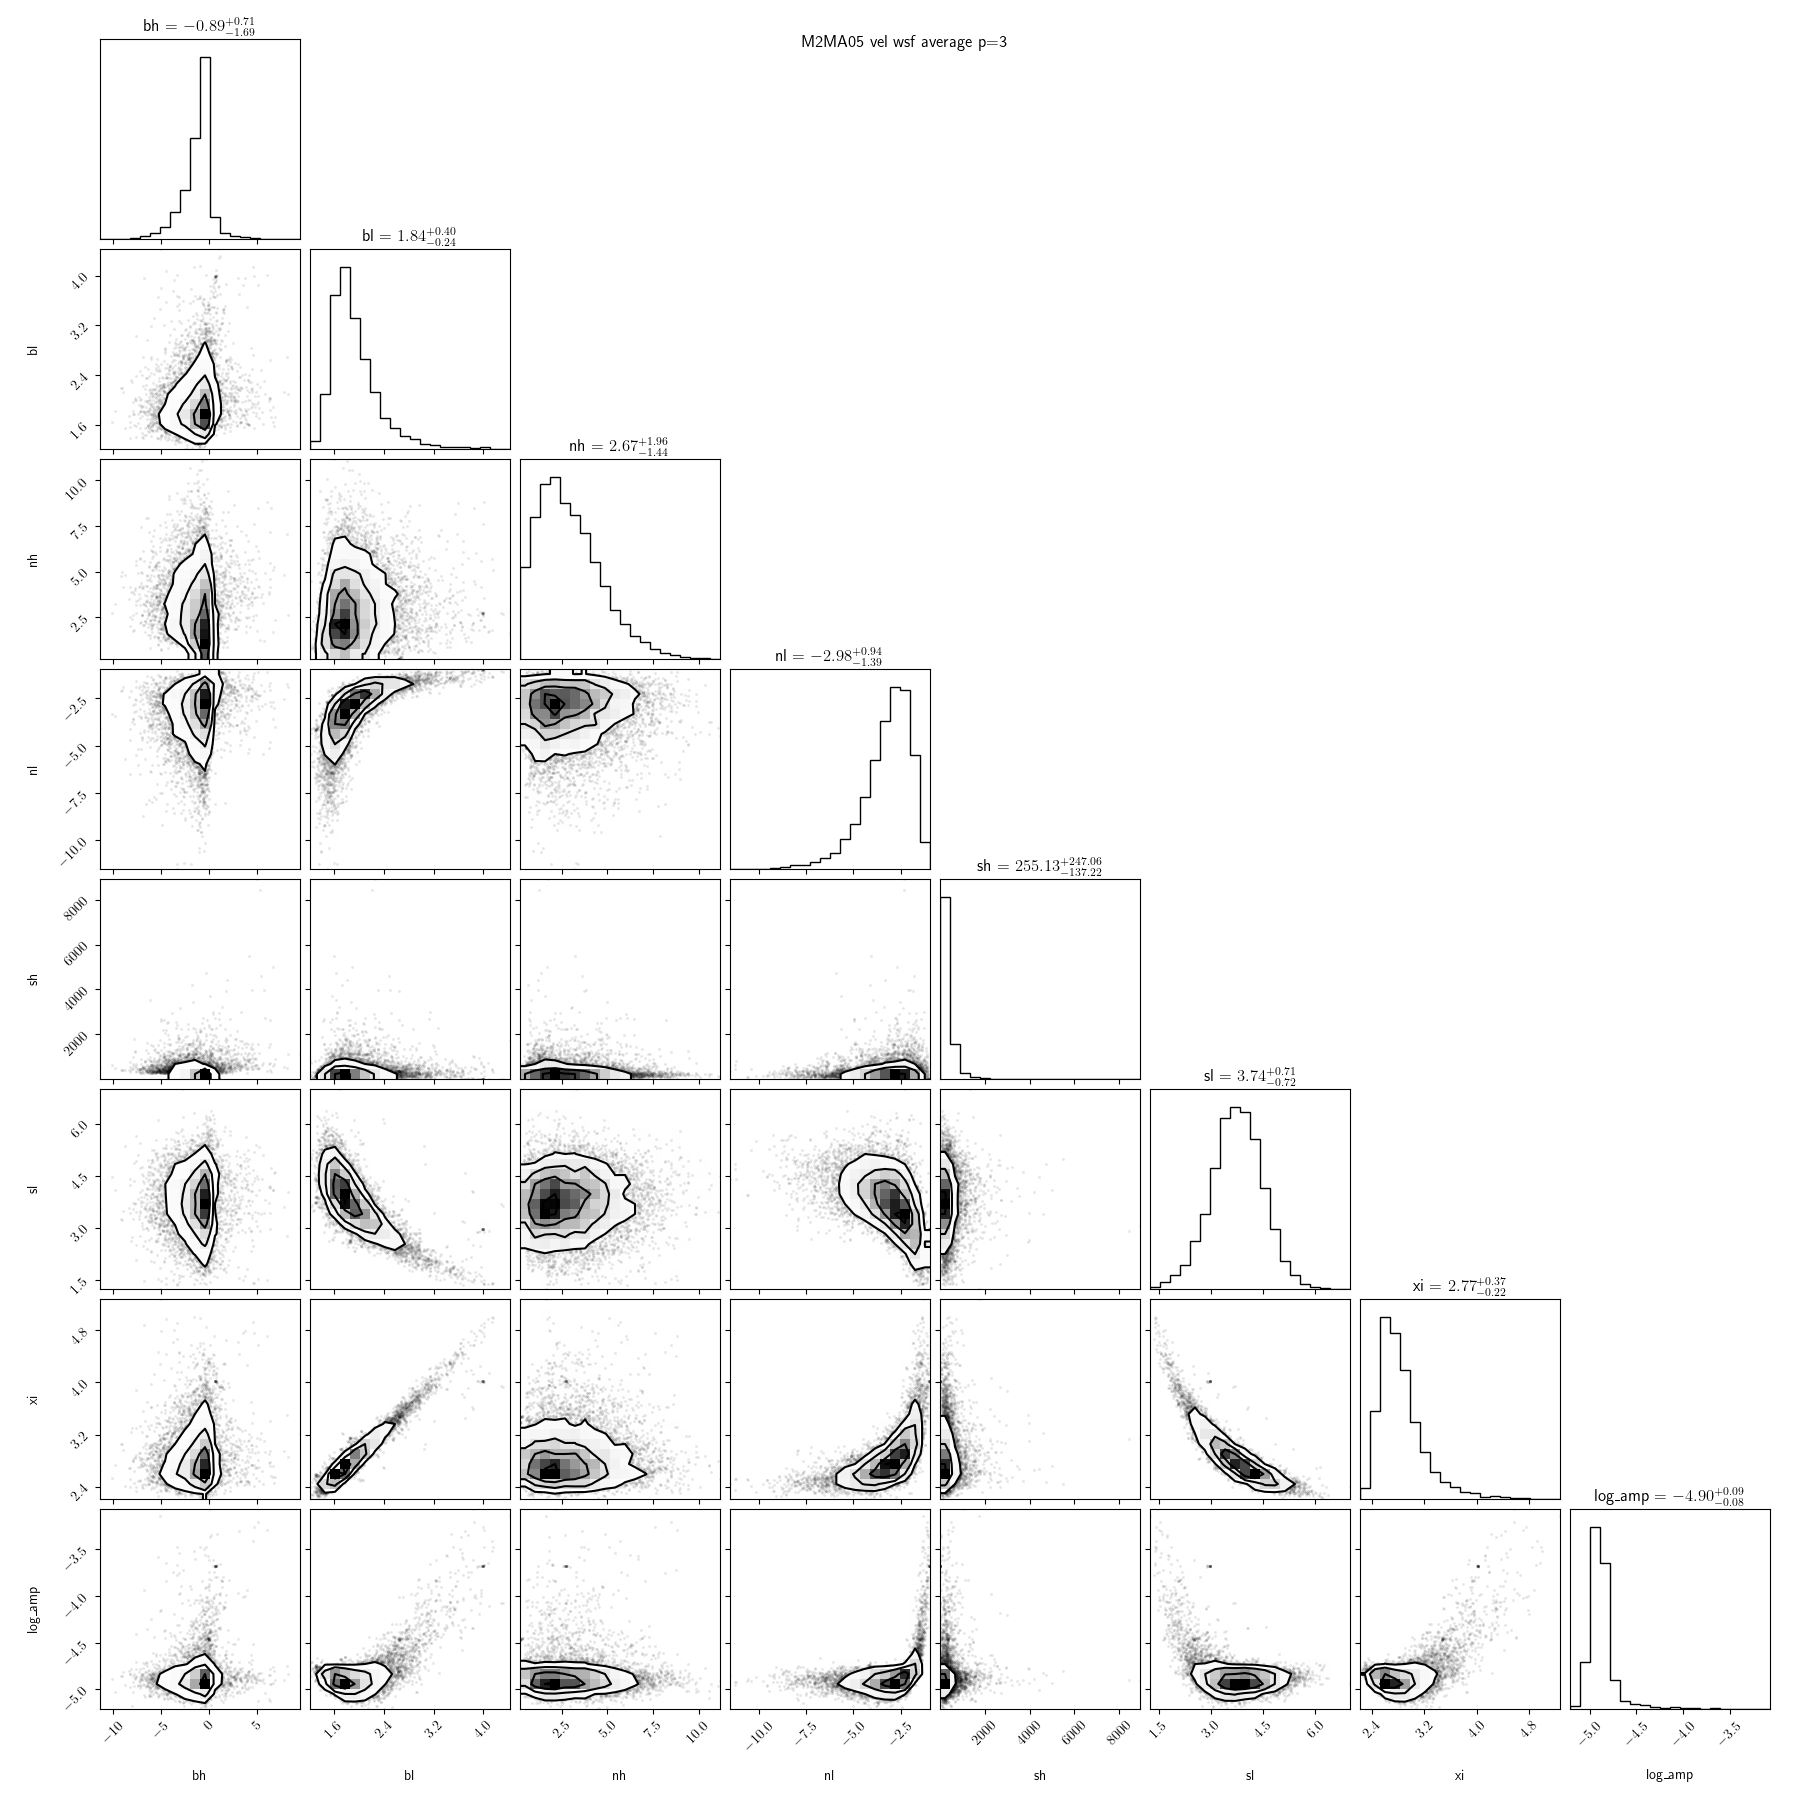 M2MA05 vel wsf average p=3
bh = −0.89 +0.71 −1.69
bl = 1.84 +0.40 −0.24
bl
4.0
3.2
2.4
1.6
nh = 2.67 +1.96 −1.44
nh
10.0
7.5
5.0
2.5
nl = −2.98 +0.94 −1.39
nl
−2.5
−5.0
−7.5
−10.0
sh = 255.13 +247.06 −137.22
sh
8000
6000
4000
2000
sl = 3.74 +0.71 −0.72
sl
6.0
4.5
3.0
1.5
xi = 2.77 +0.37 −0.22
xi
4.8
4.0
3.2
2.4
log_amp = −4.90 +0.09 −0.08
log_amp
−3.5
−4.0
−4.5
−5.0
−10 −5 0 5 1.6 2.4 3.2 4.0 2.5 5.0 7.5 10.0 −10.0 −7.5 −5.0 −2.5 2000 4000 6000 8000 1.5 3.0 4.5 6.0 2.4 3.2 4.0 4.8 −5.0 −4.5 −4.0 −3.5
bh bl nh nl sh sl xi log_amp